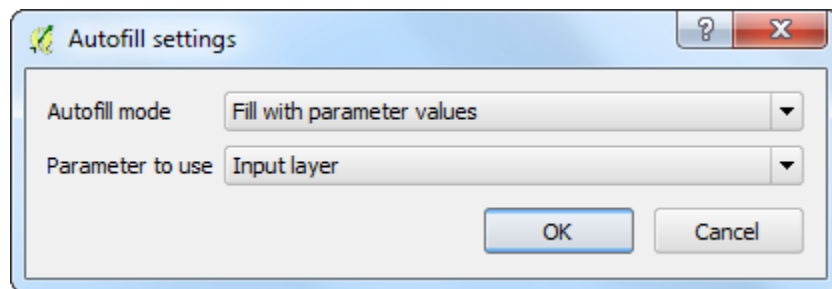 Autofill settings
Autofill mode Fill with parameter values
Parameter to use Input layer
OK Cancel